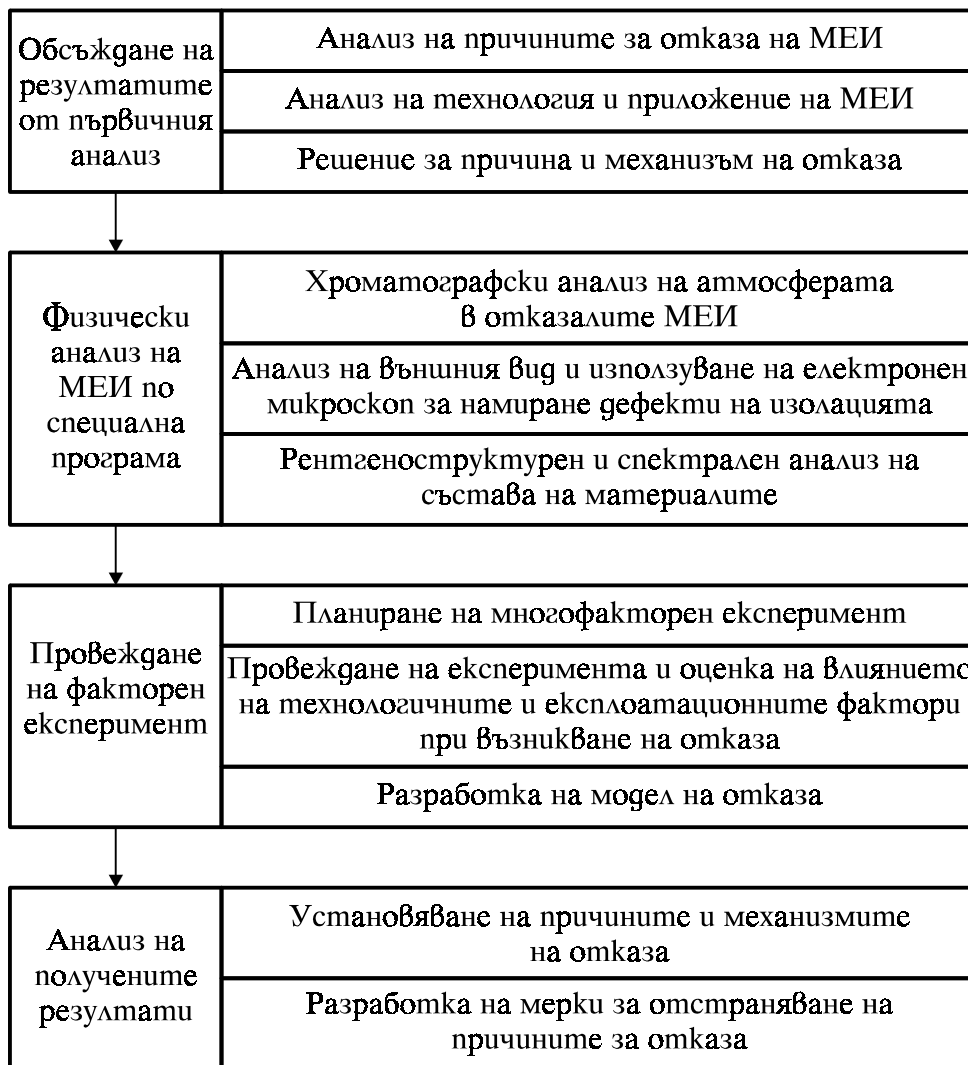 Обсъждане на
резултатите
от първичния
анализ
Анализ на причините за отказа на МЕИ
Анализ на технология и приложение на МЕИ
Решение за причина и механизъм на отказа
Физически
анализ на
МЕИ по
специална
програма
Хроматографски анализ на атмосферата
в отказалите МЕИ
Анализ на външния вид и използуване на електронен
микроскоп за намиране дефекти на изолацията
Рентгеноструктурен и спектрален анализ на
състава на материалите
Провеждане
на факторен
експеримент
Планиране на многофакторен експеримент
Провеждане на експеримента и оценка на влиянието
на технологичните и експлоатационните фактори
при възникване на отказа
Разработка на модел на отказа
Анализ на
получените
резултати
Установяване на причините и механизмите
на отказа
Разработка на мерки за отстраняване на
причините за отказа